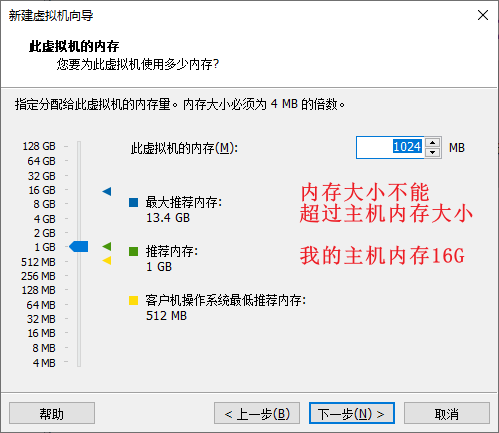 新建虚拟机向导
此虚拟机的内存
您要为此虚拟机使用多少内存?
指定分配给此虚拟机的内存量。内存大小必须为 4 MB 的倍数。
128 GB
64 GB
32 GB
16 GB
8 GB
4 GB
2 GB
1 GB
512 MB
256 MB
128 MB
64 MB
32 MB
16 MB
8 MB
4 MB
此虚拟机的内存(M):
1024 MB
最大推荐内存:
13.4 GB
推荐内存:
1 GB
客户机操作系统最低推荐内存:
512 MB
内存大小不能
超过主机内存大小
我的主机内存16G
帮助
< 上一步(B)
下一步(N) >
取消